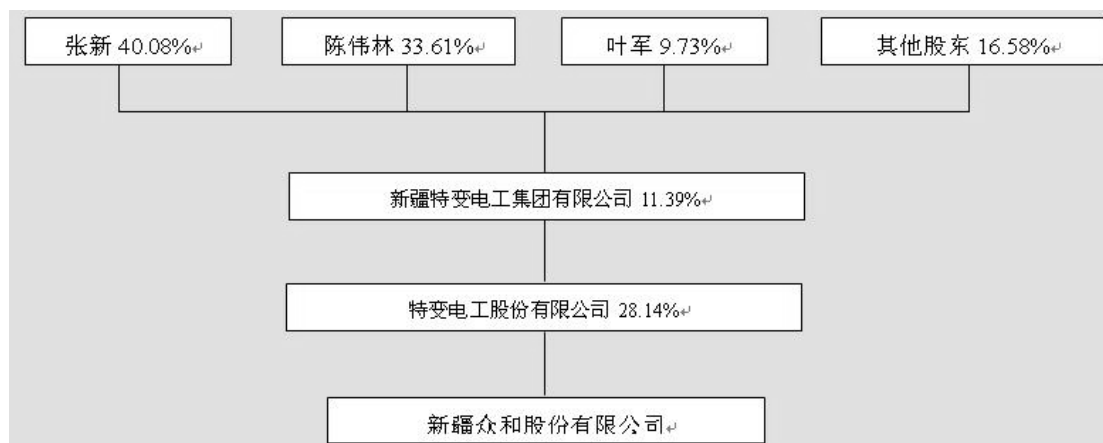 张新 40.08%↵
陈伟林 33.61%↵
叶军 9.73%↵
其他股东 16.58%↵
新疆特变电工集团有限公司 11.39%↵
特变电工股份有限公司 28.14%↵
新疆众和股份有限公司↵